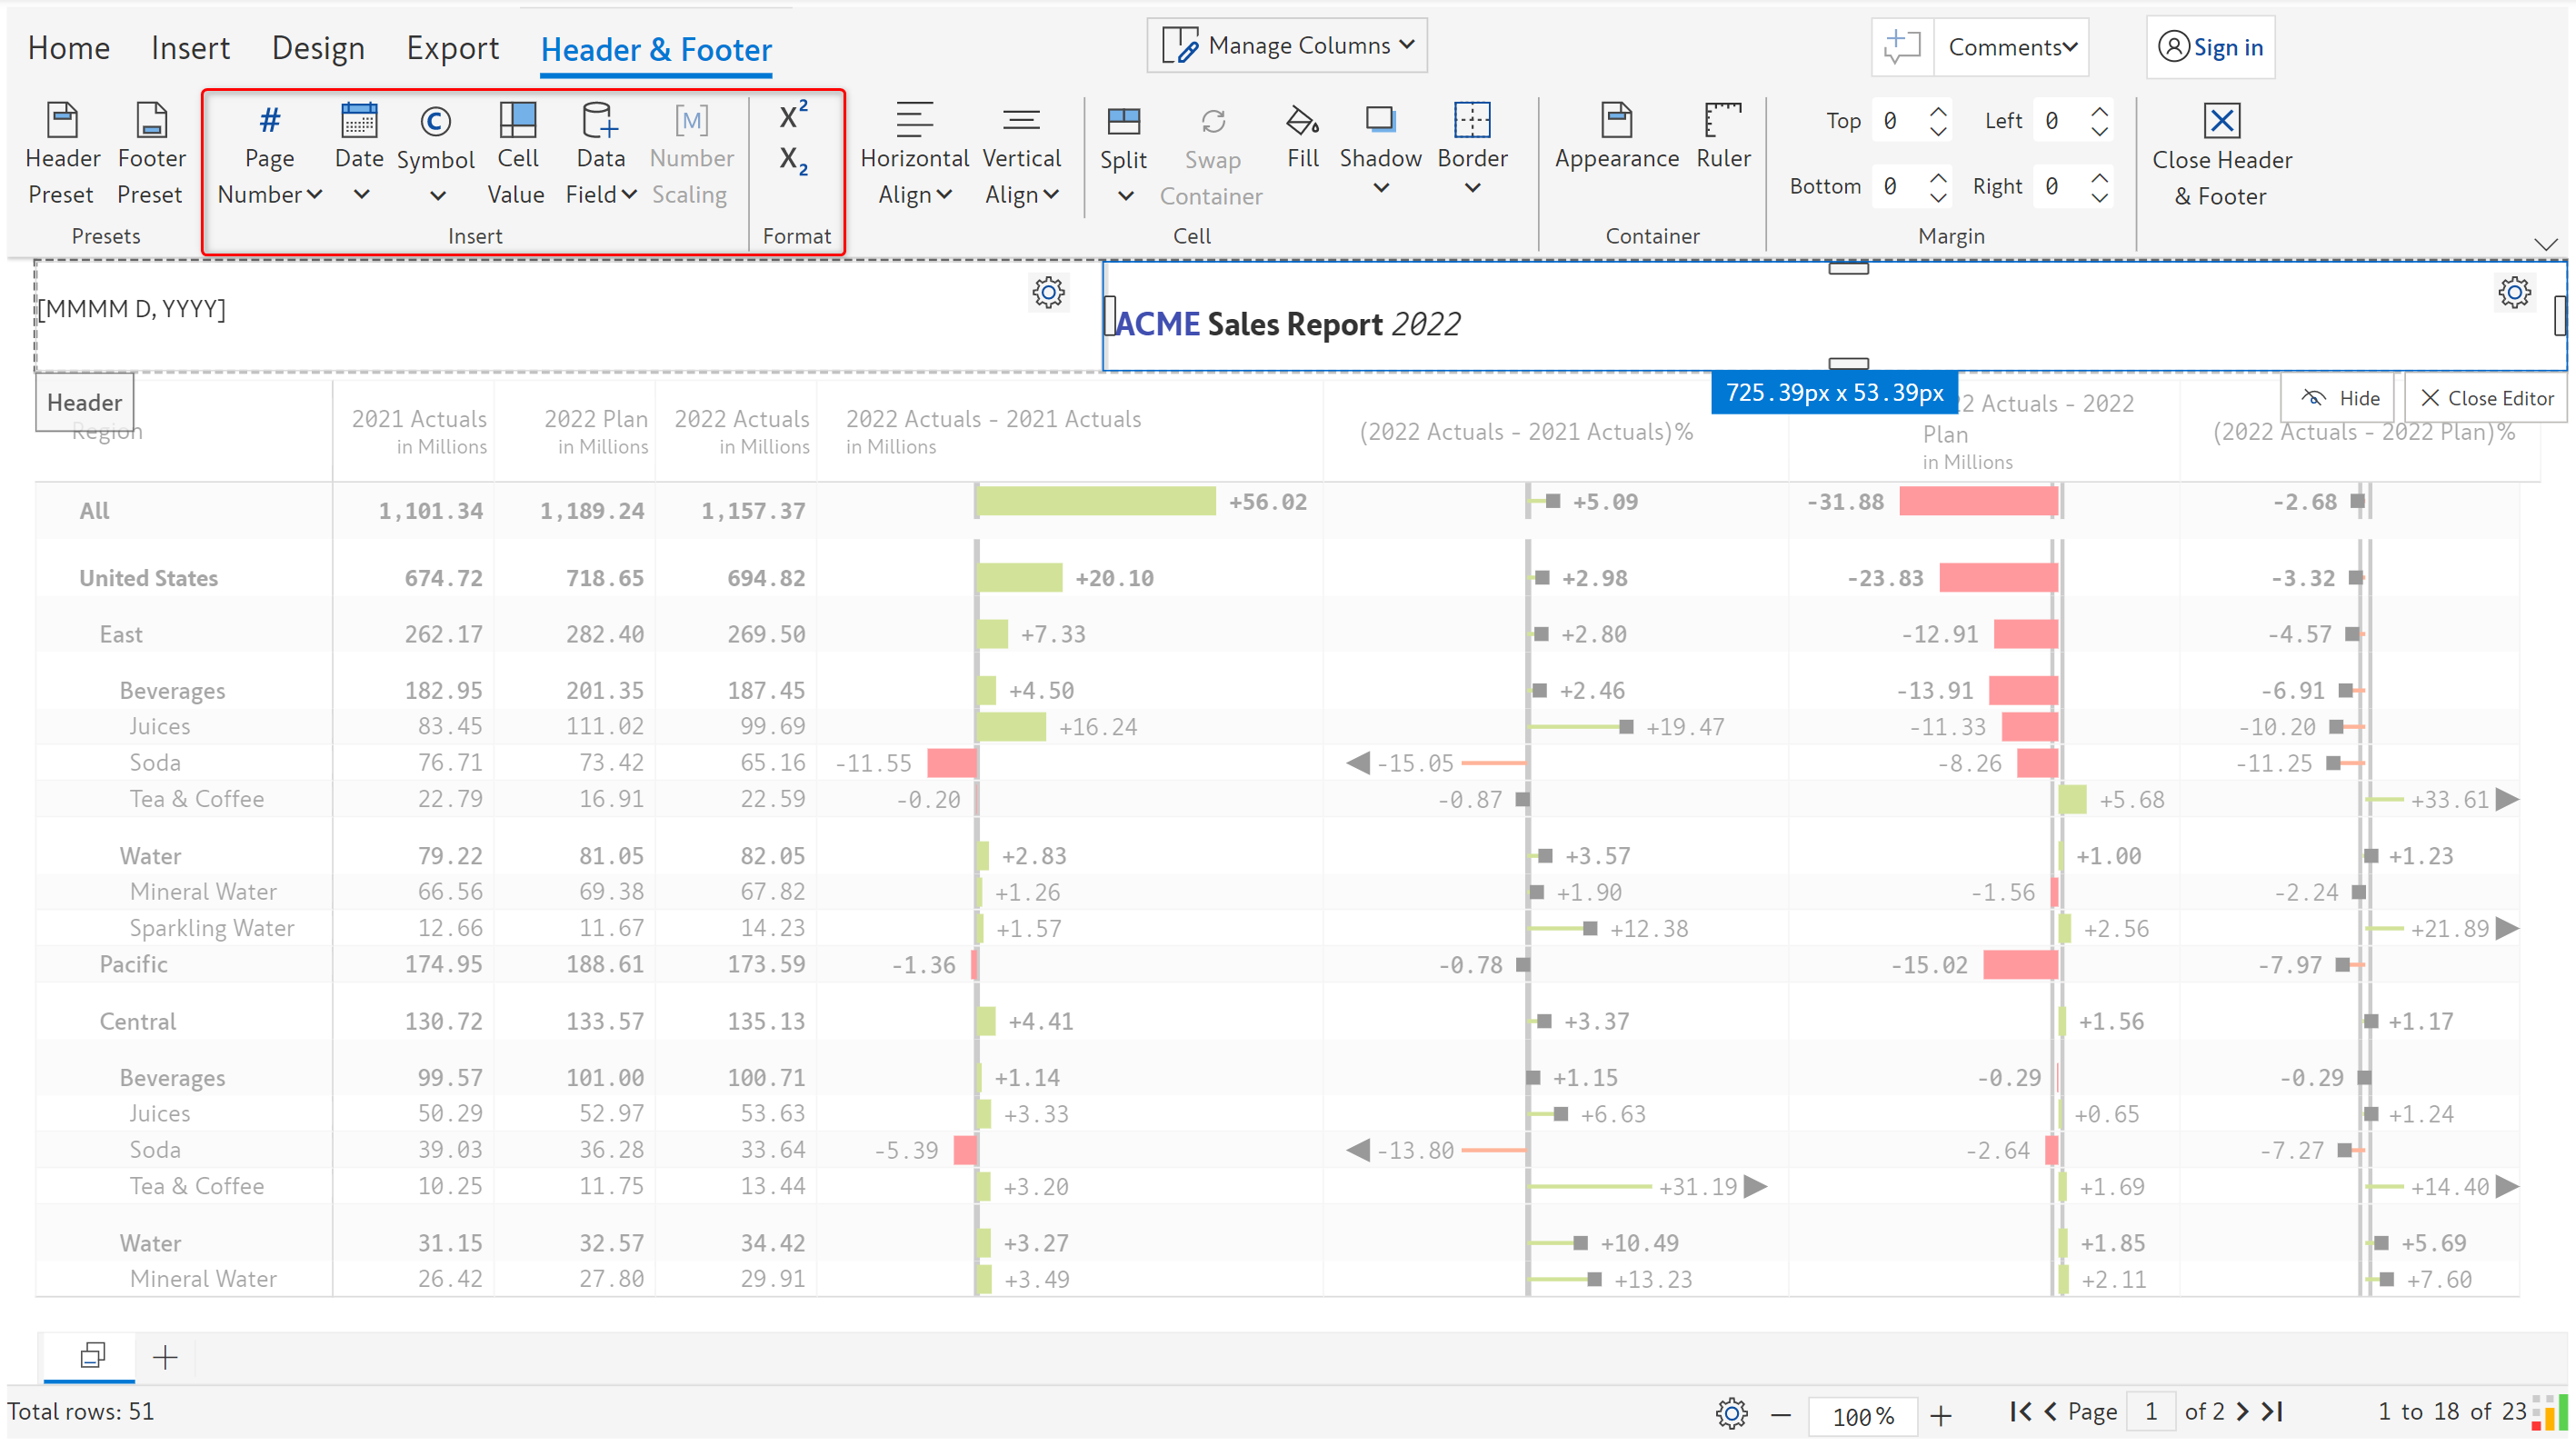 Home Insert Design Export Header & Footer Manage Columns Comments Sign in
Header Preset Footer Preset Page Number Date Symbol Cell Value Data Field Number Scaling X² X₂ Horizontal Align Vertical Align Split Swap Container Fill Shadow Border Appearance Ruler Top 0 Left 0 Bottom 0 Right 0 Close Header & Footer
Presets Insert Format Cell Container Margin
[MMMM D, YYYY] ACME Sales Report 2022
Header 725.39px x 53.39px Hide Close Editor
Region 2021 Actuals in Millions 2022 Plan in Millions 2022 Actuals in Millions 2022 Actuals - 2021 Actuals in Millions (2022 Actuals - 2021 Actuals)% 2 Actuals - 2022 Plan in Millions (2022 Actuals - 2022 Plan)%
All 1,101.34 1,189.24 1,157.37 +56.02 +5.09 -31.88 -2.68
United States 674.72 718.65 694.82 +20.10 +2.98 -23.83 -3.32
East 262.17 282.40 269.50 +7.33 +2.80 -12.91 -4.57
Beverages 182.95 201.35 187.45 +4.50 +2.46 -13.91 -6.91
Juices 83.45 111.02 99.69 +16.24 +19.47 -11.33 -10.20
Soda 76.71 73.42 65.16 -11.55 -15.05 -8.26 -11.25
Tea & Coffee 22.79 16.91 22.59 -0.20 -0.87 +5.68 +33.61
Water 79.22 81.05 82.05 +2.83 +3.57 +1.00 +1.23
Mineral Water 66.56 69.38 67.82 +1.26 +1.90 -1.56 -2.24
Sparkling Water 12.66 11.67 14.23 +1.57 +12.38 +2.56 +21.89
Pacific 174.95 188.61 173.59 -1.36 -0.78 -15.02 -7.97
Central 130.72 133.57 135.13 +4.41 +3.37 +1.56 +1.17
Beverages 99.57 101.00 100.71 +1.14 +1.15 -0.29 -0.29
Juices 50.29 52.97 53.63 +3.33 +6.63 +0.65 +1.24
Soda 39.03 36.28 33.64 -5.39 -13.80 -2.64 -7.27
Tea & Coffee 10.25 11.75 13.44 +3.20 +31.19 +1.69 +14.40
Water 31.15 32.57 34.42 +3.27 +10.49 +1.85 +5.69
Mineral Water 26.42 27.80 29.91 +3.49 +13.23 +2.11 +7.60
Total rows: 51 100% Page 1 of 2 1 to 18 of 23